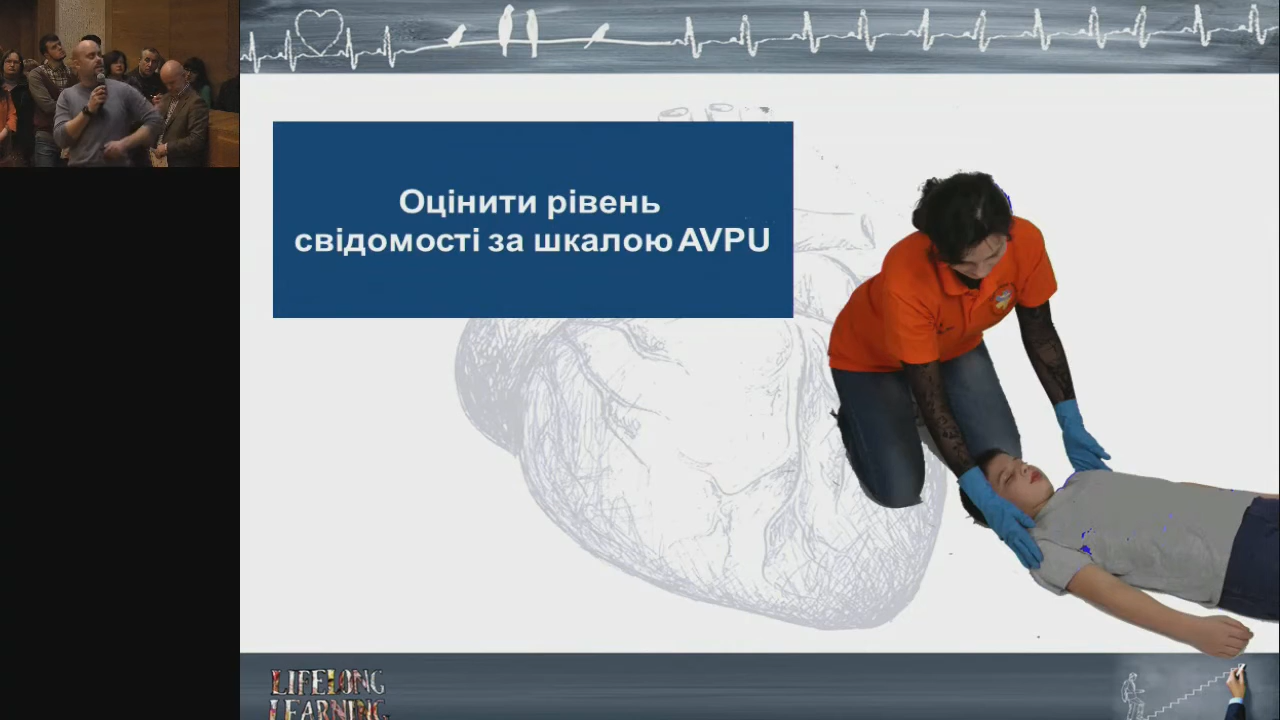 Оцінити рівень
свідомості за шкалою AVPU
LIFELONG
LEARNING